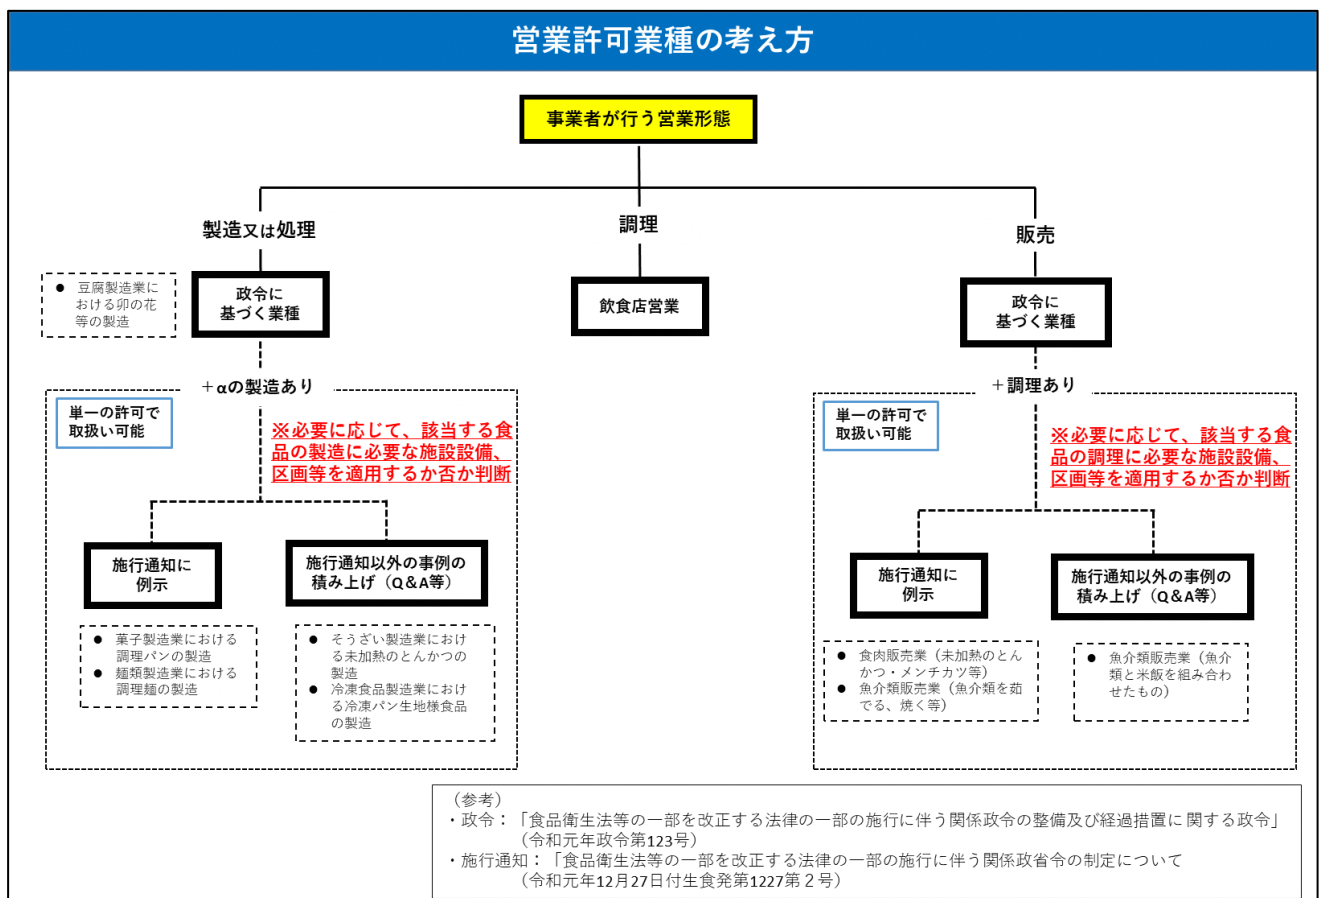 営業許可業種の考え方
事業者が行う営業形態
製造又は処理
調理
販売
● 豆腐製造業に
おける卯の花
等の製造
政令に
基づく業種
飲食店営業
政令に
基づく業種
+αの製造あり
単一の許可で
取扱い可能
※必要に応じて、該当する食
品の製造に必要な施設設備、
区画等を適用するか否か判断
施行通知に
例示
施行通知以外の事例の
積み上げ(Q&A等)
● 菓子製造業における
調理パンの製造
● 麺類製造業における
調理麺の製造
● そうざい製造業におけ
る未加熱のとんかつの
製造
● 冷凍食品製造業におけ
る冷凍パン生地様食品
の製造
+調理あり
単一の許可で
取扱い可能
※必要に応じて、該当する食
品の調理に必要な施設設備、
区画等を適用するか否か判断
施行通知に
例示
施行通知以外の事例の
積み上げ(Q&A等)
● 食肉販売業(未加熱のとん
かつ・メンチカツ等)
● 魚介類販売業(魚介類を茹
でる、焼く等)
● 魚介類販売業(魚介
類と米飯を組み合わ
せたもの)
(参考)
・政令:「食品衛生法等の一部を改正する法律の一部の施行に伴う関係政令の整備及び経過措置に関する政令」
(令和元年政令第123号)
・施行通知:「食品衛生法等の一部を改正する法律の一部の施行に伴う関係政省令の制定について
(令和元年12月27日付生食発第1227第2号)